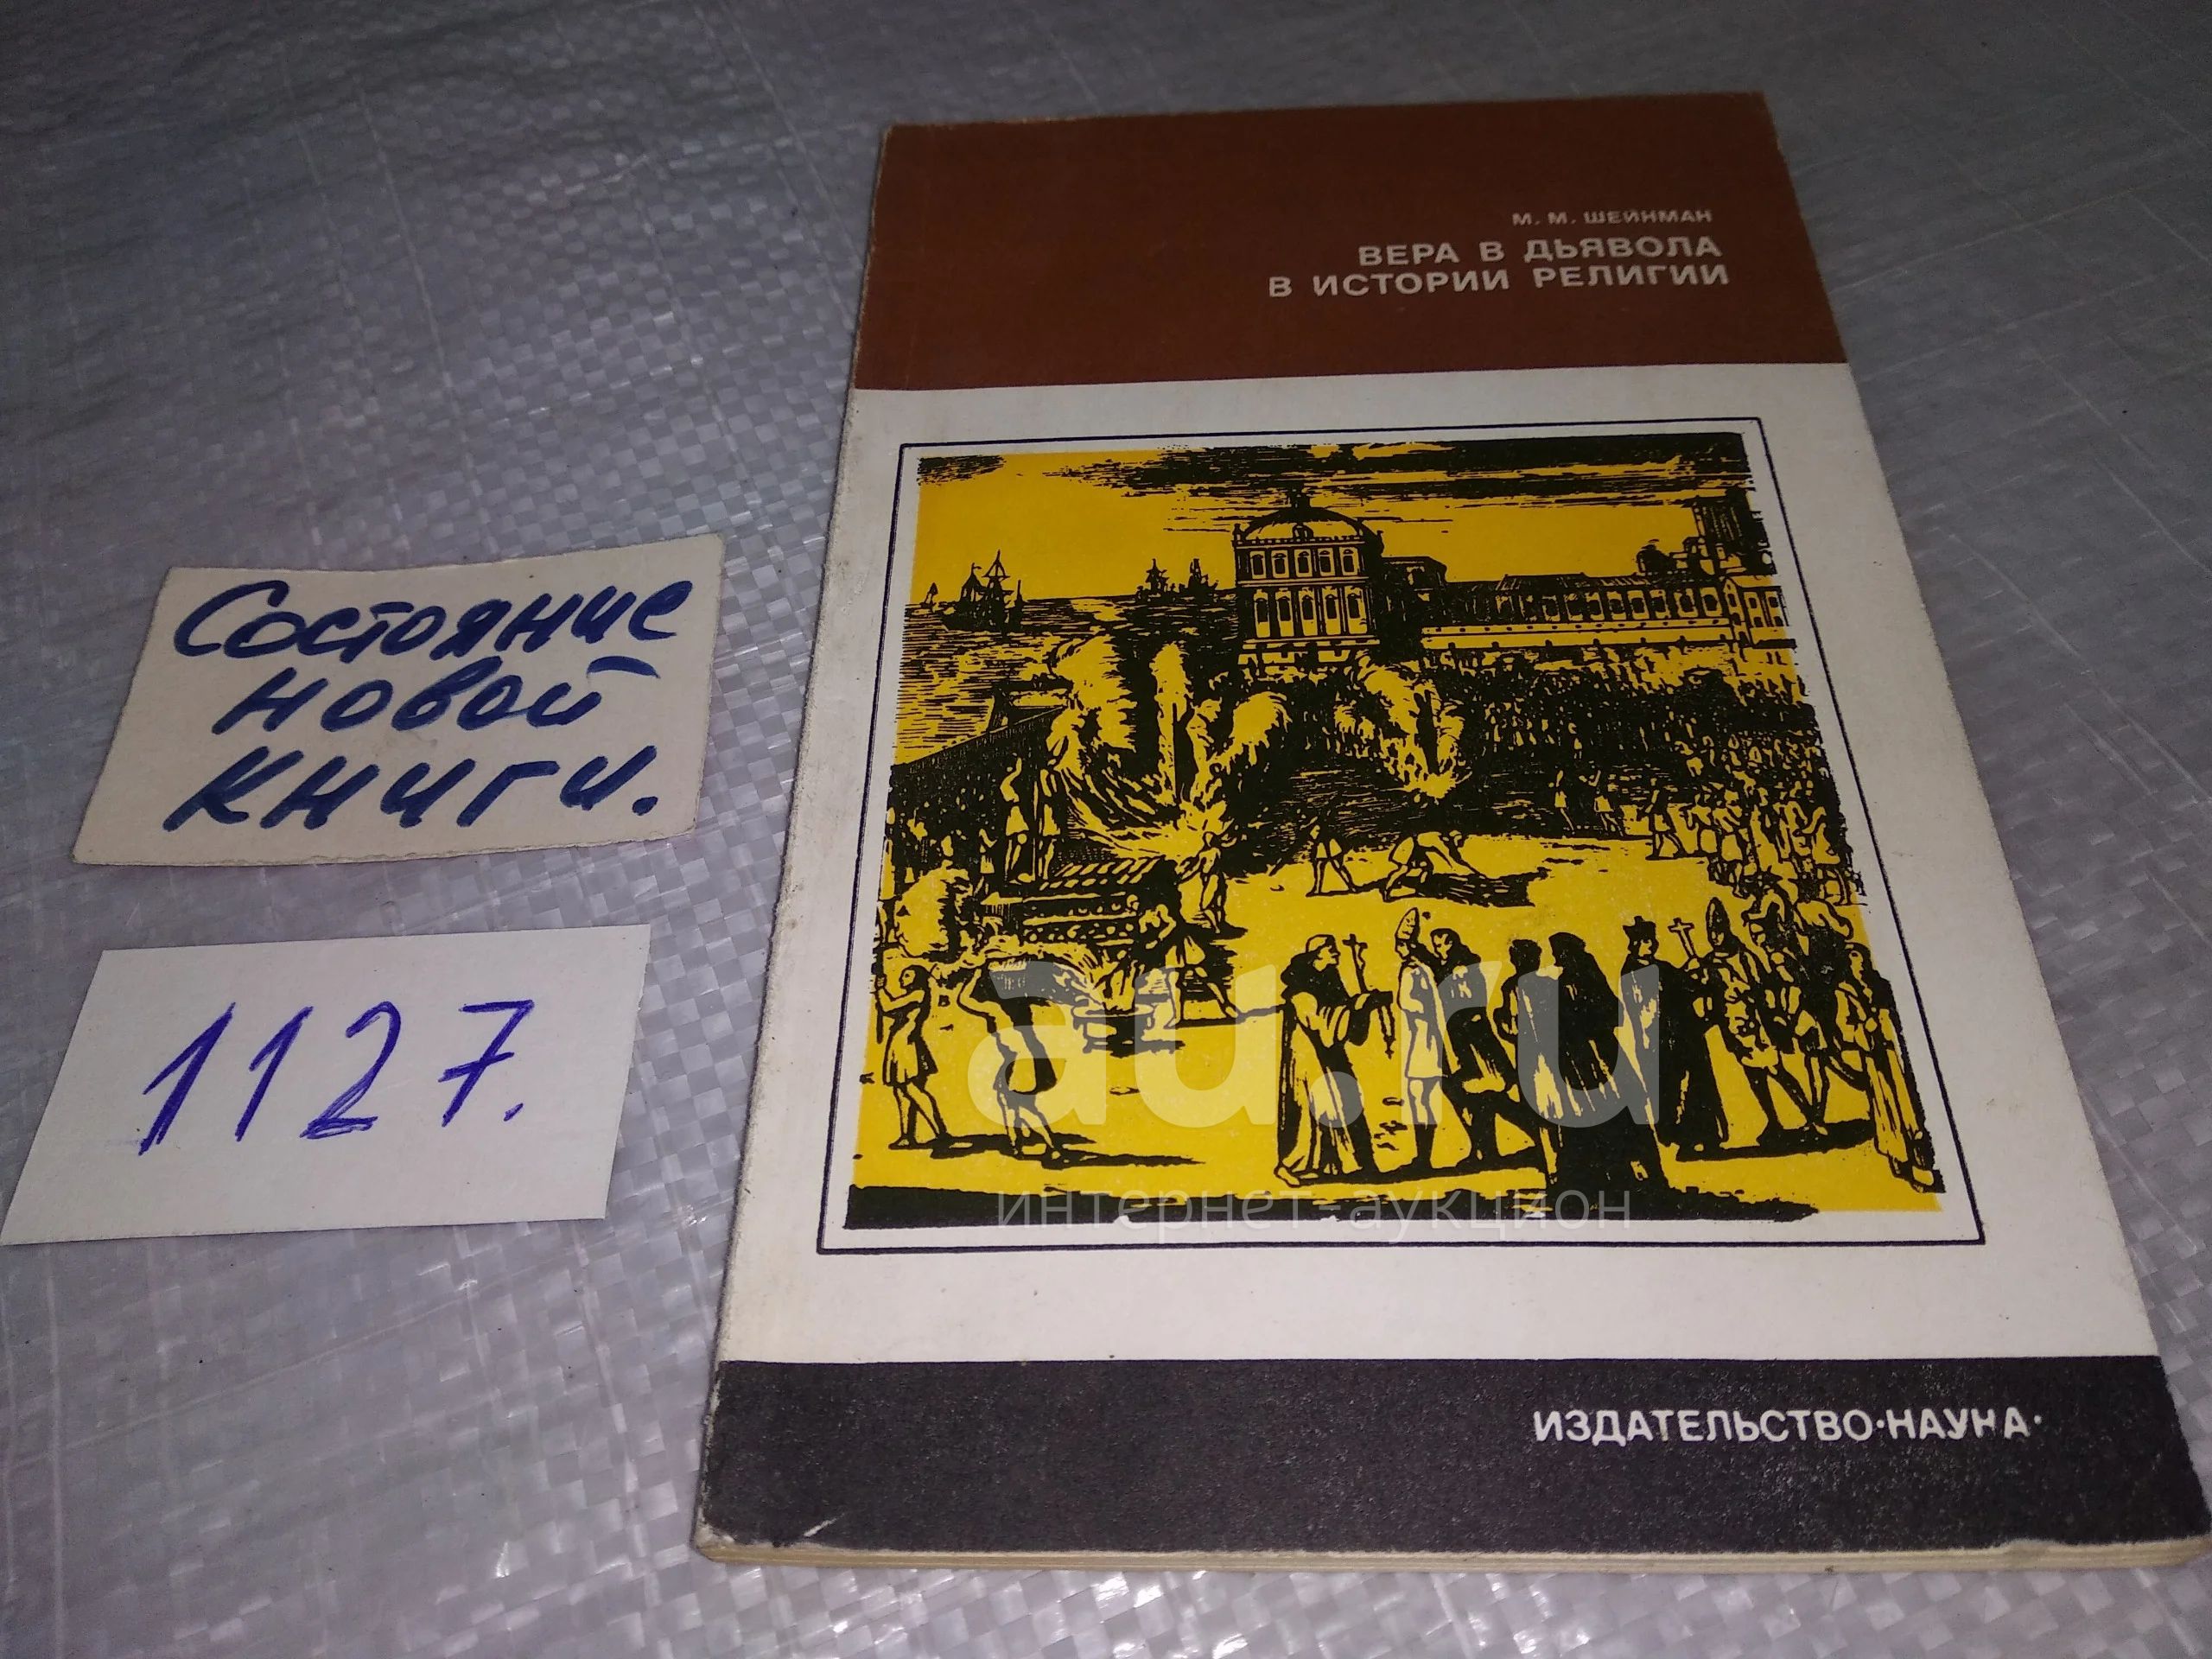 М. М. ШЕЙНМАН
ВЕРА В ДЬЯВОЛА
В ИСТОРИИ РЕЛИГИИ
Состояние
новой
книги.
1127.
au.ru
интернет-аукцион
ИЗДАТЕЛЬСТВО·НАУКА·